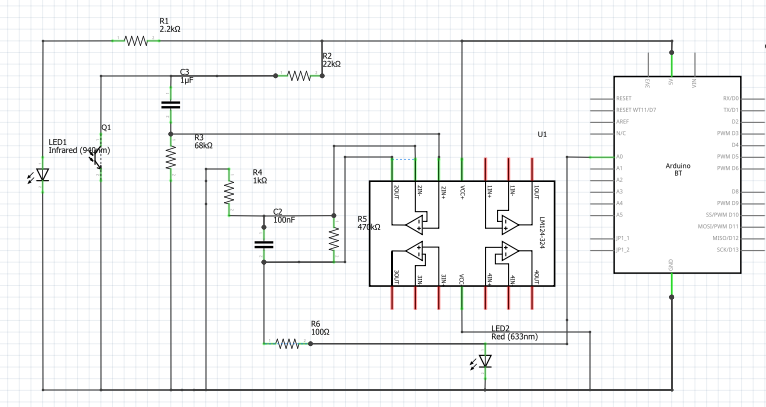 R1
2.2kΩ
R2
22kΩ
C3
1µF
Q1
LED1
Infrared (940nm)
R3
68kΩ
R4
1kΩ
C2
100nF
R5
470kΩ
R6
100Ω
LED2
Red (633nm)
U1
2OUT
2IN-
2IN+
VCC+
1IN+
1IN-
1OUT
LM124-324
3OUT
3IN-
3IN+
VCC-
4IN+
4IN-
4OUT
Arduino
BT
3V3
5V
VIN
RESET
RESET WT11/D7
AREF
N/C
A0
A1
A2
A3
A4
A5
JP1_1
JP1_2
RX/D0
TX/D1
D2
PWM D3
D4
PWM D5
PWM D6
D8
PWM D9
SS/PWM D10
MOSI/PWM D11
MISO/D12
SCK/D13
GND